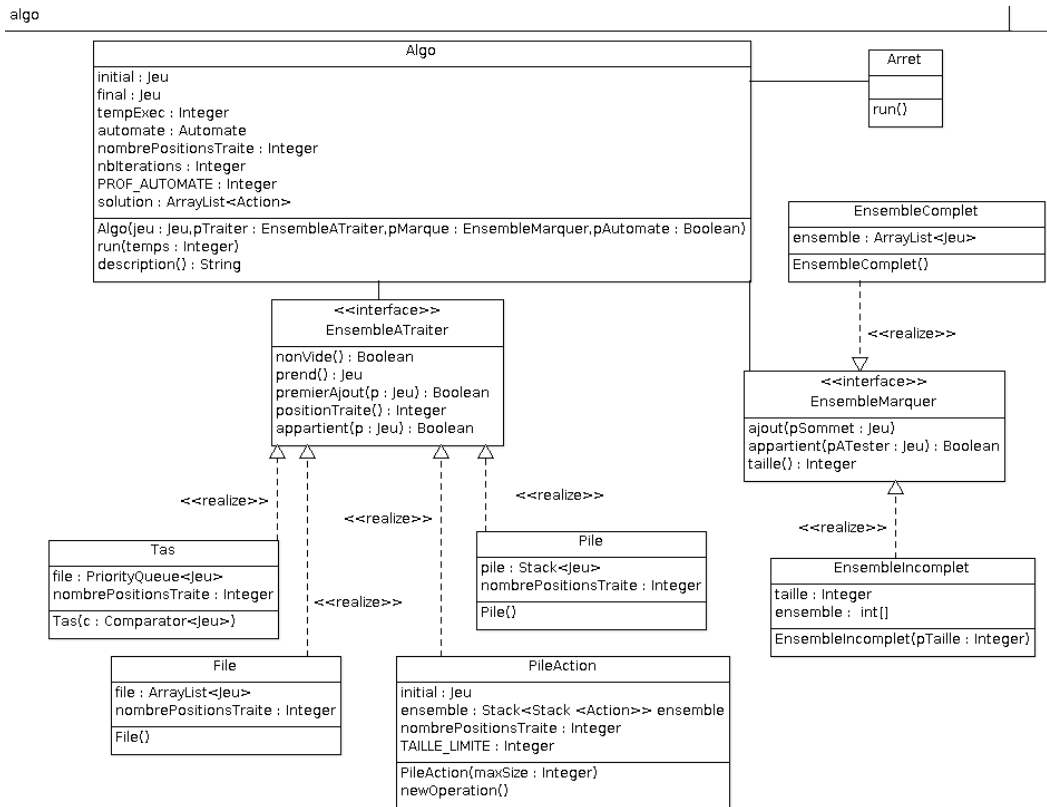 algo
Algo
initial : Jeu
final : Jeu
tempExec : Integer
automate : Automate
nombrePositionsTraite : Integer
nbIterations : Integer
PROF_AUTOMATE : Integer
solution : ArrayList<Action>
Algo(jeu : Jeu,pTraiter : EnsembleATraiter,pMarque : EnsembleMarquer,pAutomate : Boolean)
run(temps : Integer)
description() : String
Arret
run()
EnsembleComplet
ensemble : ArrayList<Jeu>
EnsembleComplet()
<<realize>>
<<interface>>
EnsembleATraiter
nonVide() : Boolean
prend() : Jeu
premierAjout(p : Jeu) : Boolean
positionTraite() : Integer
appartient(p : Jeu) : Boolean
<<interface>>
EnsembleMarquer
ajout(pSommet : Jeu)
appartient(pATester : Jeu) : Boolean
taille() : Integer
<<realize>>
<<realize>>
<<realize>>
<<realize>>
<<realize>>
Tas
file : PriorityQueue<Jeu>
nombrePositionsTraite : Integer
Tas(c : Comparator<Jeu>)
Pile
pile : Stack<Jeu>
nombrePositionsTraite : Integer
Pile()
EnsembleIncomplet
taille : Integer
ensemble :  int[]
EnsembleIncomplet(pTaille : Integer)
File
file : ArrayList<Jeu>
nombrePositionsTraite : Integer
File()
PileAction
initial : Jeu
ensemble : Stack<Stack <Action>> ensemble
nombrePositionsTraite : Integer
TAILLE_LIMITE : Integer
PileAction(maxSize : Integer)
newOperation()